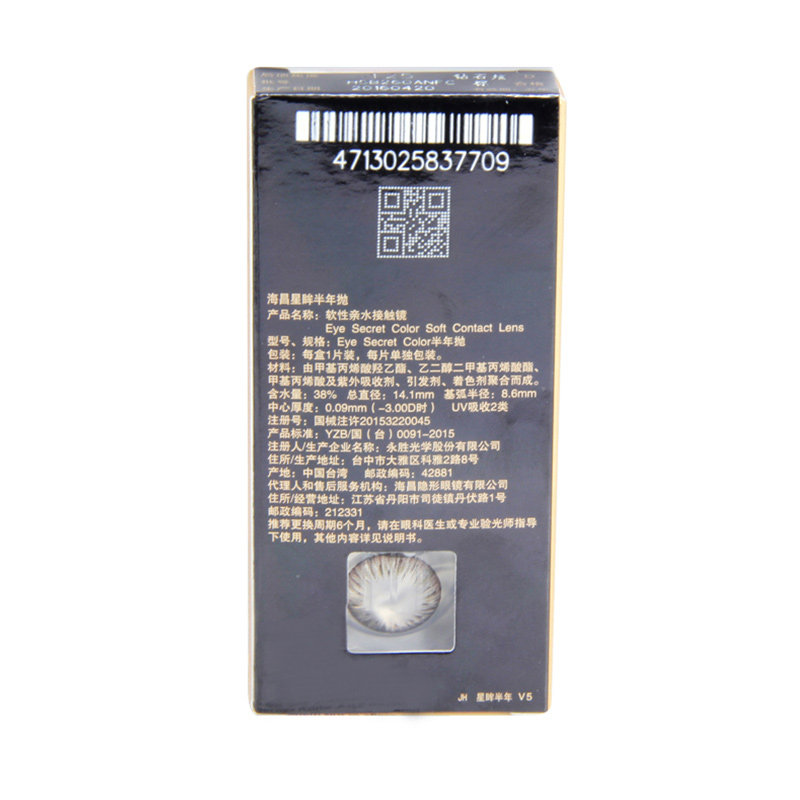 钻石炫
20160420
4713025837709
海昌星眸半年抛
产品名称：软性亲水接触镜
Eye Secret Color Soft Contact Lens
型号、规格：Eye Secret Color半年抛
包装：每盒1片装，每片单独包装。
材料：由甲基丙烯酸羟乙酯、乙二醇二甲基丙烯酸酯、
甲基丙烯酸及紫外吸收剂、引发剂、着色剂聚合而成。
含水量：38% 总直径：14.1mm 基弧半径：8.6mm
中心厚度：0.09mm（-3.00D时） UV吸收2类
注册号：国械注许20153220045
产品标准：YZB/国（台）0091-2015
注册人/生产企业名称：永胜光学股份有限公司
住所/生产地址：台中市大雅区科雅2路8号
产地：中国台湾 邮政编码：42881
代理人和售后服务机构：海昌隐形眼镜有限公司
住所/经营地址：江苏省丹阳市司徒镇丹伏路1号
邮政编码：212331
推荐更换周期6个月，请在眼科医生或专业验光师指导
下使用，其他内容详见说明书。
JH 星眸半年 V5